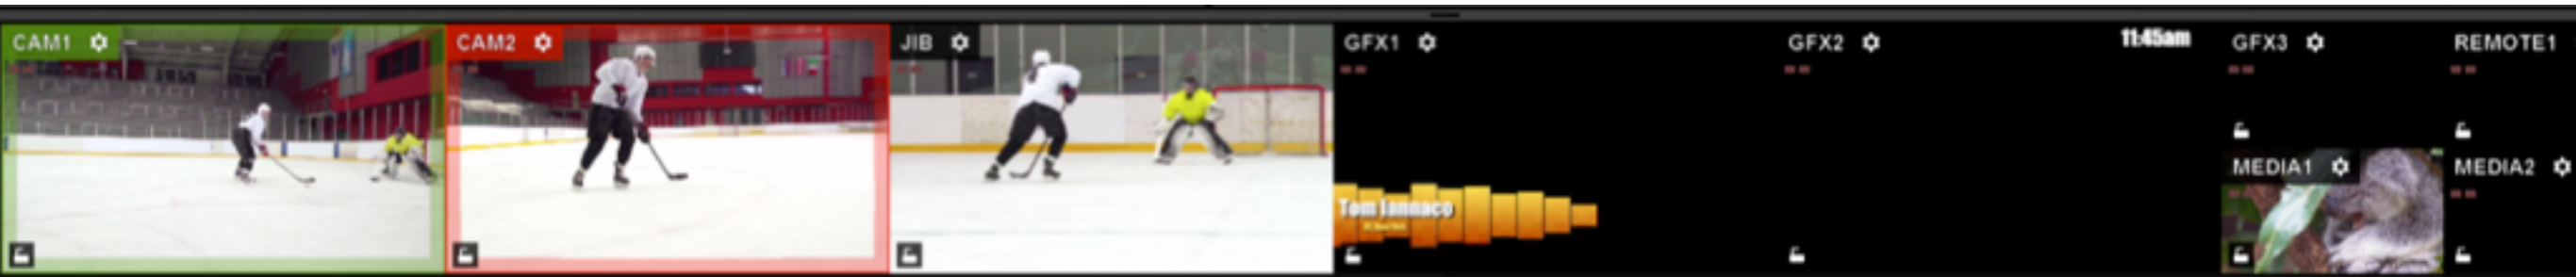 CAM1
CAM2
JIB
GFX1
GFX2
11:45am
GFX3
REMOTE1
Tom Iannaco
MEDIA1
MEDIA2